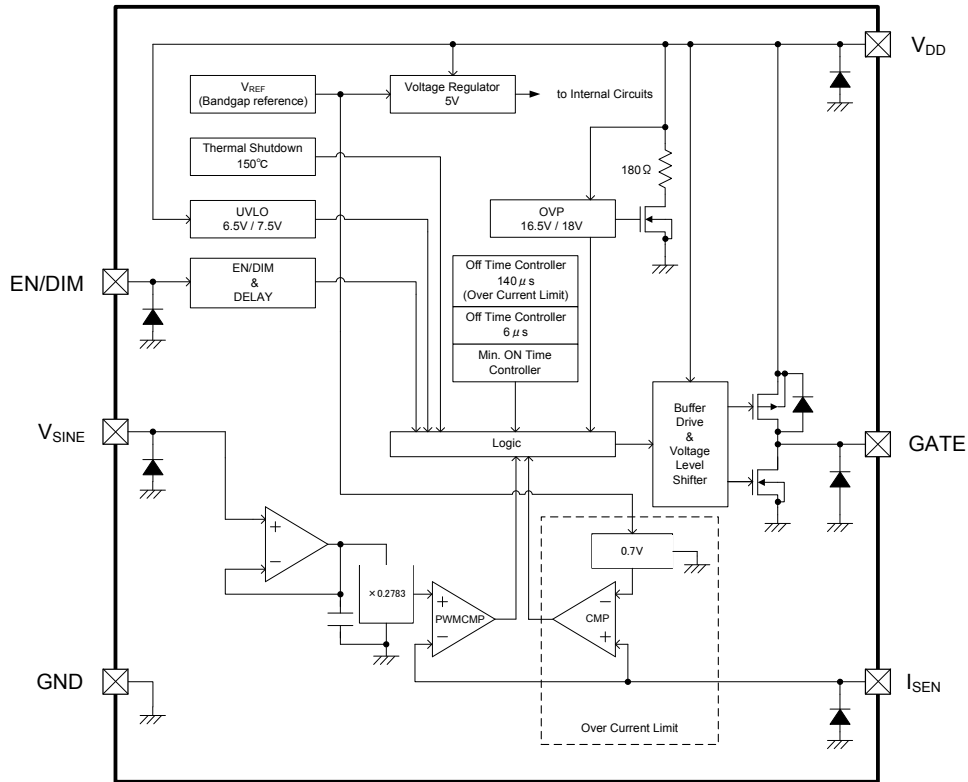 V_DD
V_REF
(Bandgap reference)
Voltage Regulator
5V
to Internal Circuits
Thermal Shutdown
150℃
180Ω
UVLO
6.5V / 7.5V
OVP
16.5V / 18V
EN/DIM
EN/DIM
&
DELAY
Off Time Controller
140μs
(Over Current Limit)
Off Time Controller
6μs
Min. ON Time
Controller
V_SINE
Logic
Buffer
Drive
&
Voltage
Level
Shifter
GATE
+
−
×0.2783
+
PWMCMP
−
0.7V
−
CMP
+
GND
I_SEN
Over Current Limit